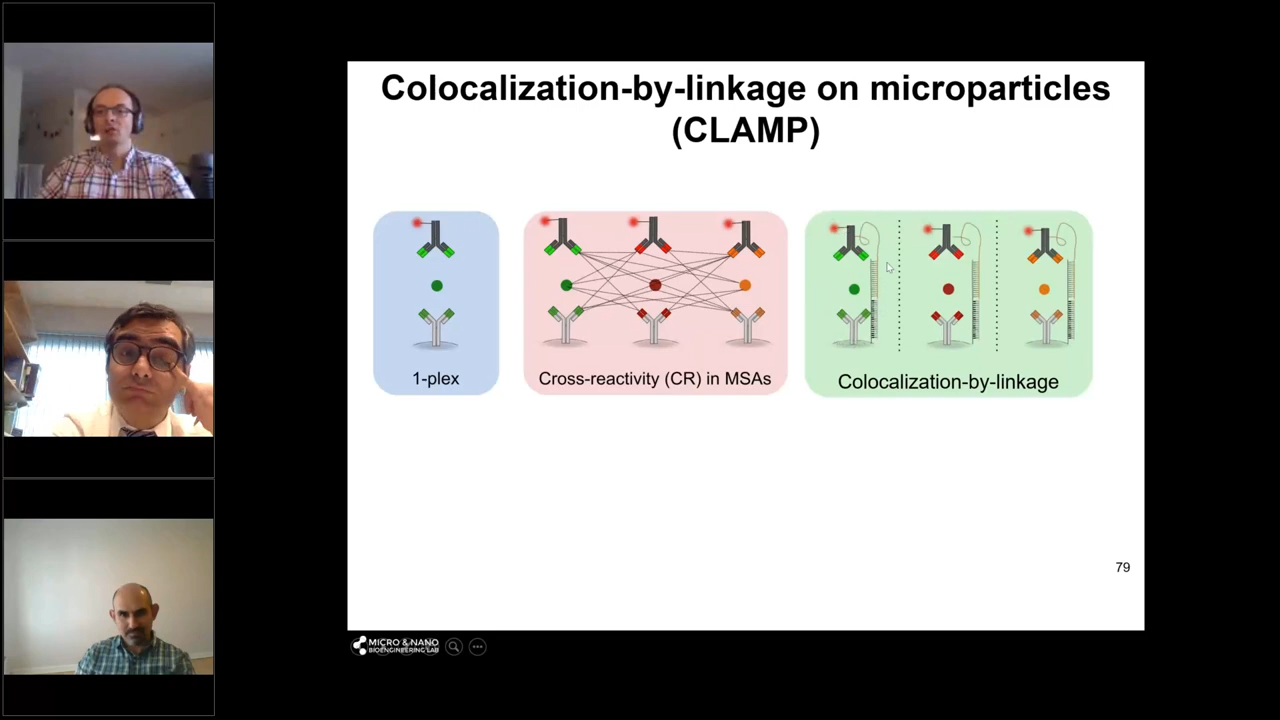 Colocalization-by-linkage on microparticles
(CLAMP)
1-plex
Cross-reactivity (CR) in MSAs
Colocalization-by-linkage
79
MICRO & NANO
BIOENGINEERING LAB